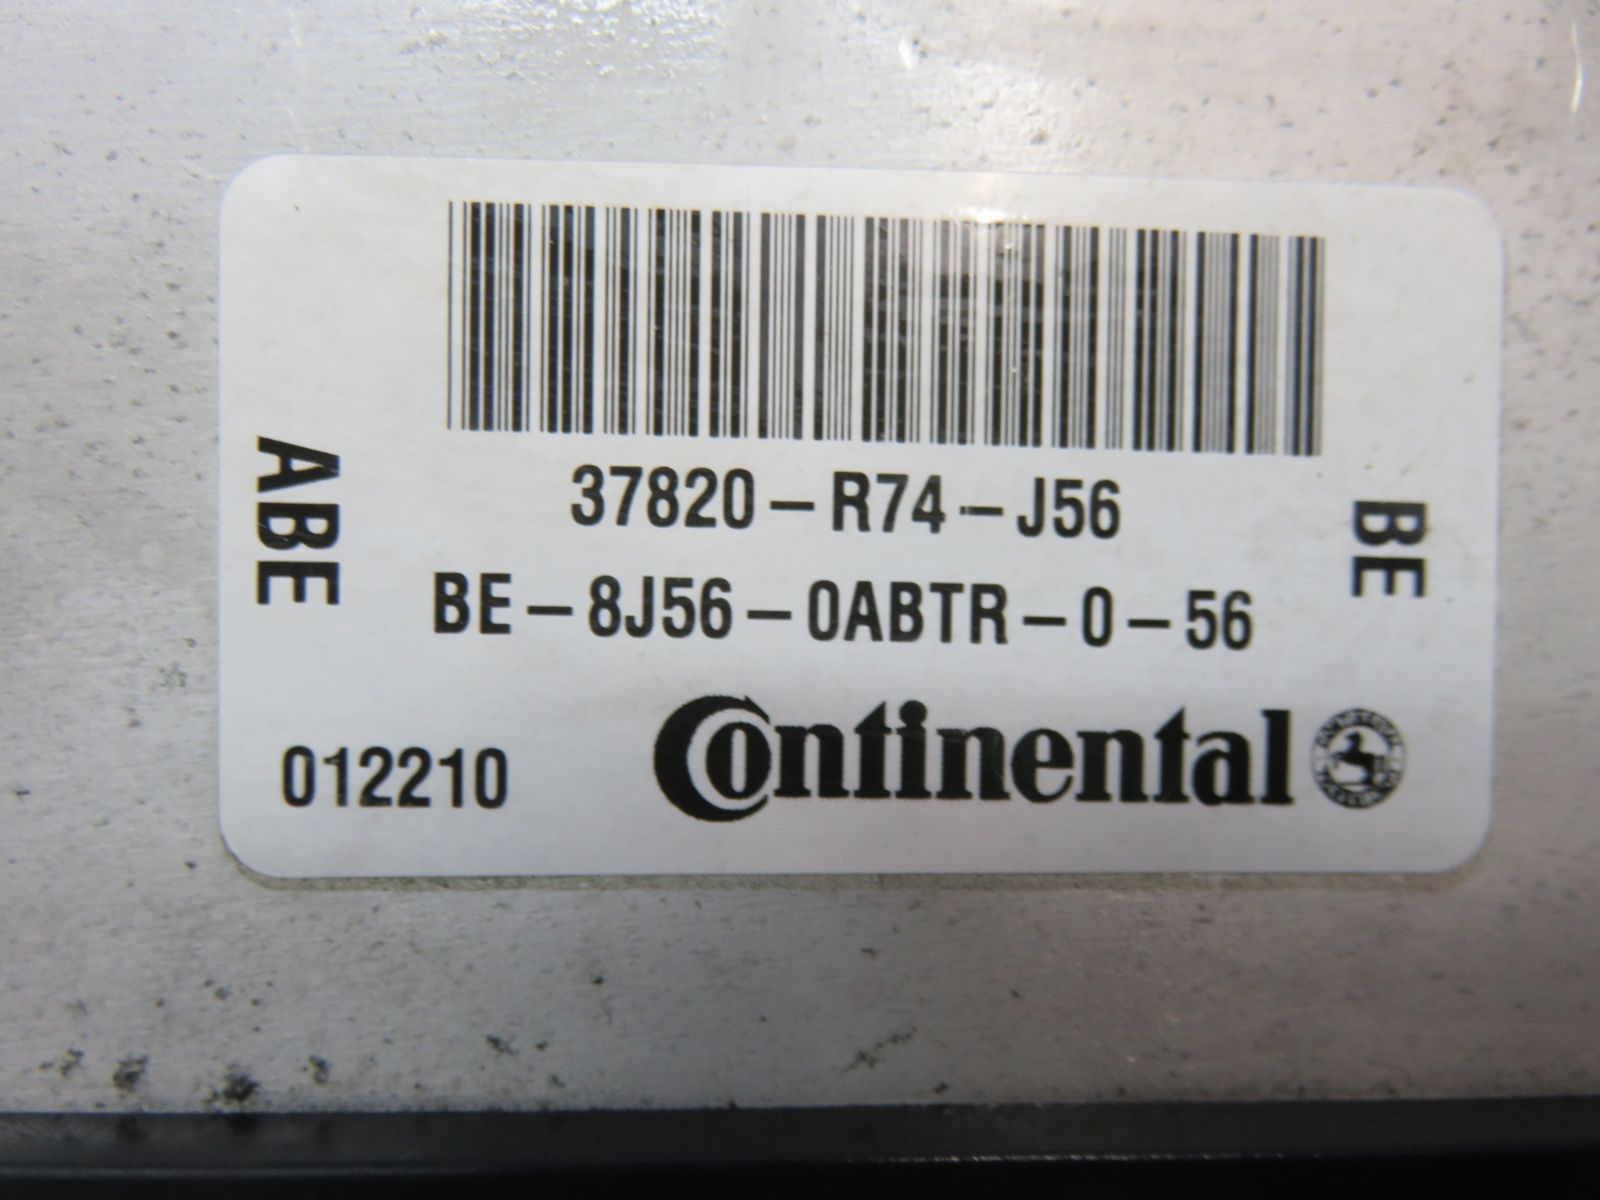 37820-R74-J56
ABE
BE
BE-8J56-0ABTR-0-56
012210
Continental